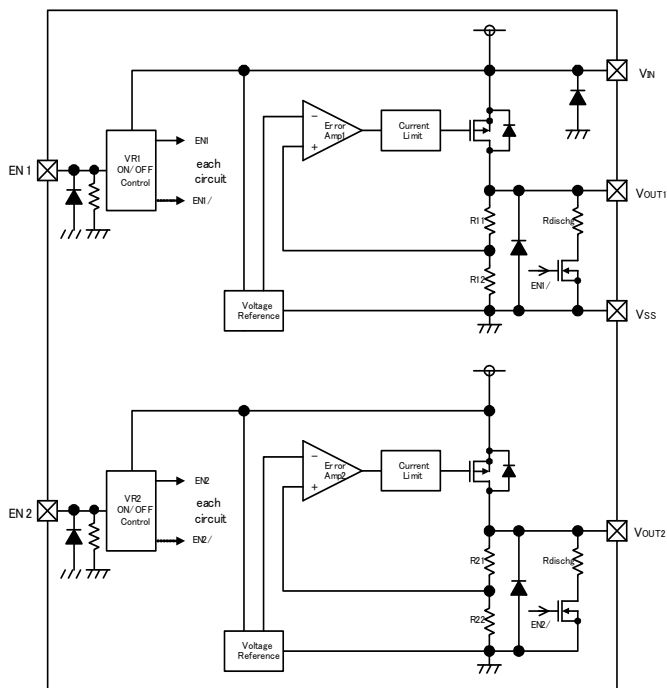 VIN
EN 1
VR1
ON/OFF
Control
EN1
each
circuit
EN1/
−
Error
Amp1
+
Current
Limit
VOUT1
R11
Rdischg
R12
EN1/
Voltage
Reference
VSS
EN 2
VR2
ON/OFF
Control
EN2
each
circuit
EN2/
−
Error
Amp2
+
Current
Limit
VOUT2
R21
Rdischg
R22
EN2/
Voltage
Reference